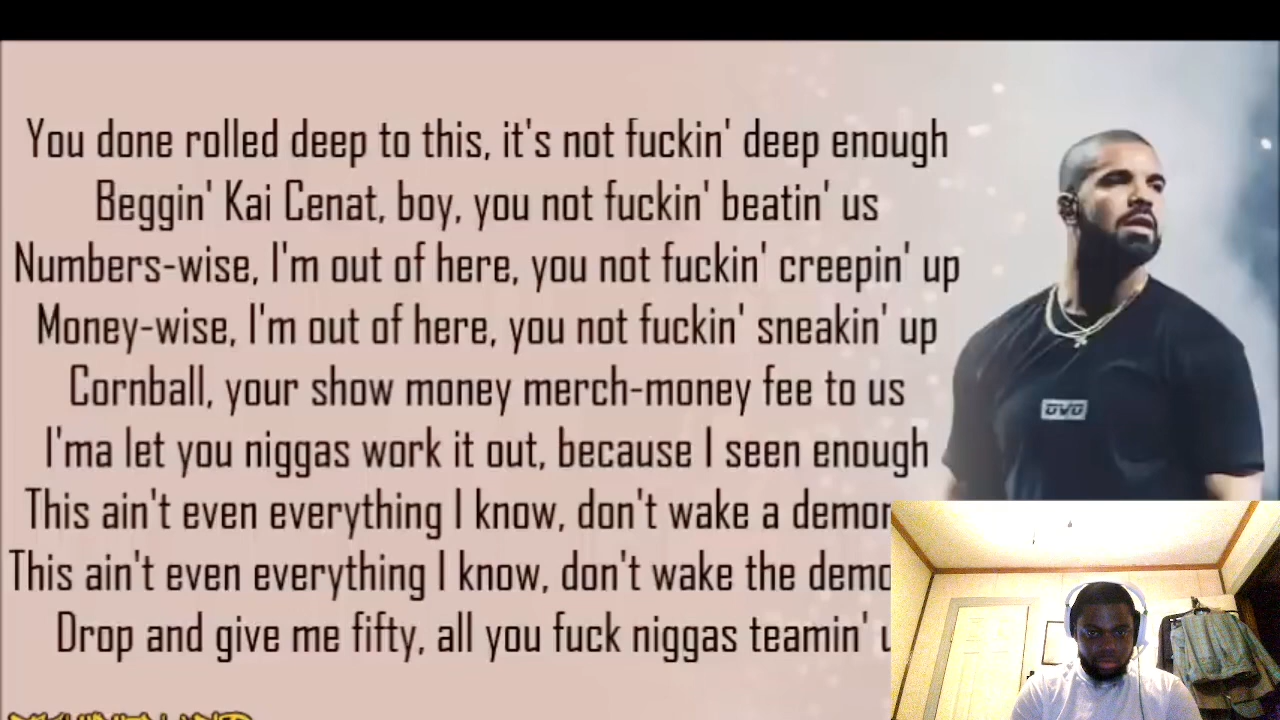 You done rolled deep to this, it's not fuckin' deep enough
Beggin' Kai Cenat, boy, you not fuckin' beatin' us
Numbers-wise, I'm out of here, you not fuckin' creepin' up
Money-wise, I'm out of here, you not fuckin' sneakin' up
Cornball, your show money merch-money fee to us
I'ma let you niggas work it out, because I seen enough
This ain't even everything I know, don't wake a demon
This ain't even everything I know, don't wake the
Drop and give me fifty, all you fuck niggas teamin'
OVO